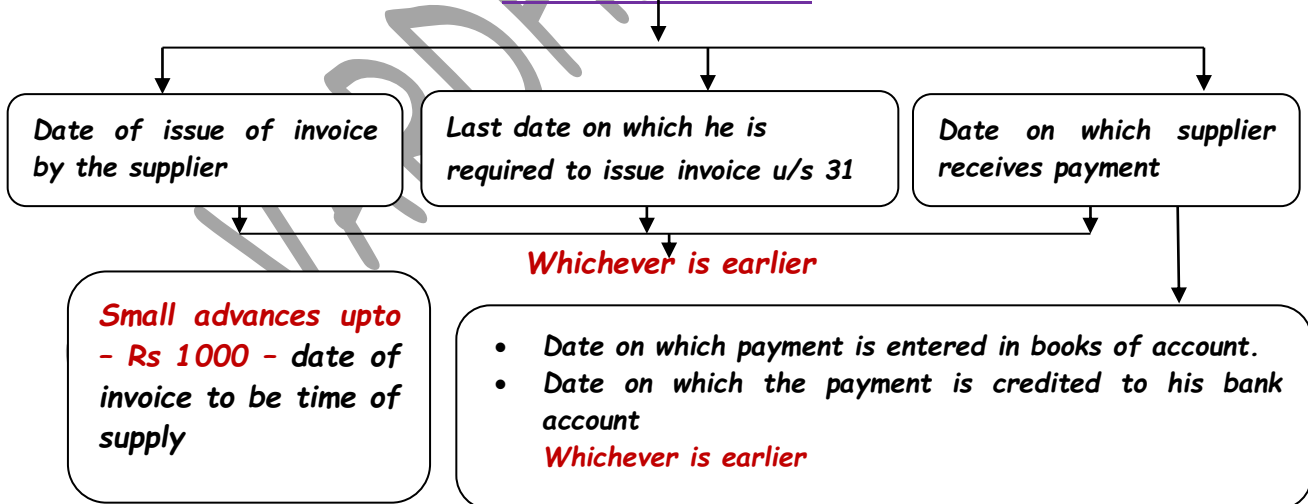 Date of issue of invoice
by the supplier
Last date on which he is
required to issue invoice u/s 31
Date on which supplier
receives payment
Whichever is earlier
Small advances upto
– Rs 1000 – date of
invoice to be time of
supply
• Date on which payment is entered in books of account.
• Date on which the payment is credited to his bank
account
Whichever is earlier